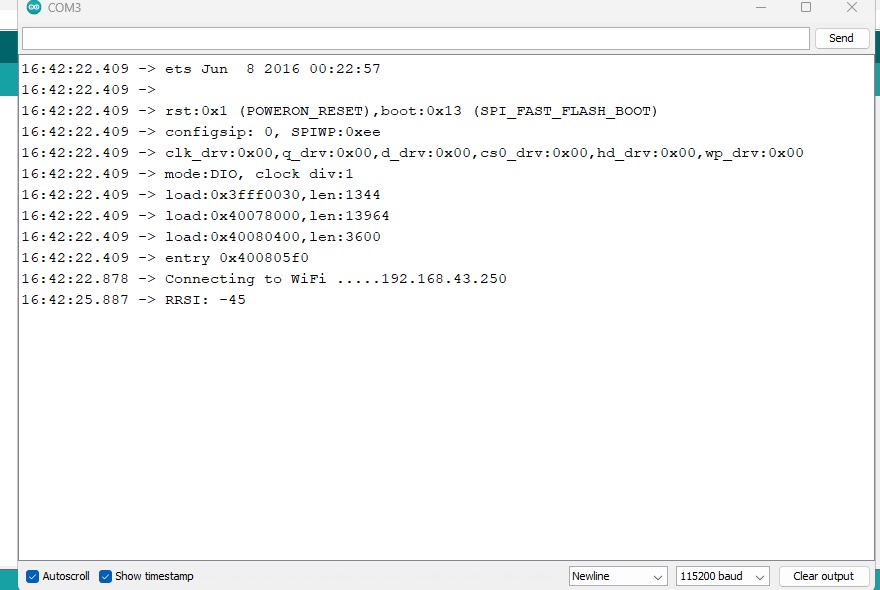 COM3
Send
16:42:22.409 -> ets Jun  8 2016 00:22:57
16:42:22.409 ->
16:42:22.409 -> rst:0x1 (POWERON_RESET),boot:0x13 (SPI_FAST_FLASH_BOOT)
16:42:22.409 -> configsip: 0, SPIWP:0xee
16:42:22.409 -> clk_drv:0x00,q_drv:0x00,d_drv:0x00,cs0_drv:0x00,hd_drv:0x00,wp_drv:0x00
16:42:22.409 -> mode:DIO, clock div:1
16:42:22.409 -> load:0x3fff0030,len:1344
16:42:22.409 -> load:0x40078000,len:13964
16:42:22.409 -> load:0x40080400,len:3600
16:42:22.409 -> entry 0x400805f0
16:42:22.878 -> Connecting to WiFi .....192.168.43.250
16:42:25.887 -> RRSI: -45
Autoscroll Show timestamp Newline 115200 baud Clear output